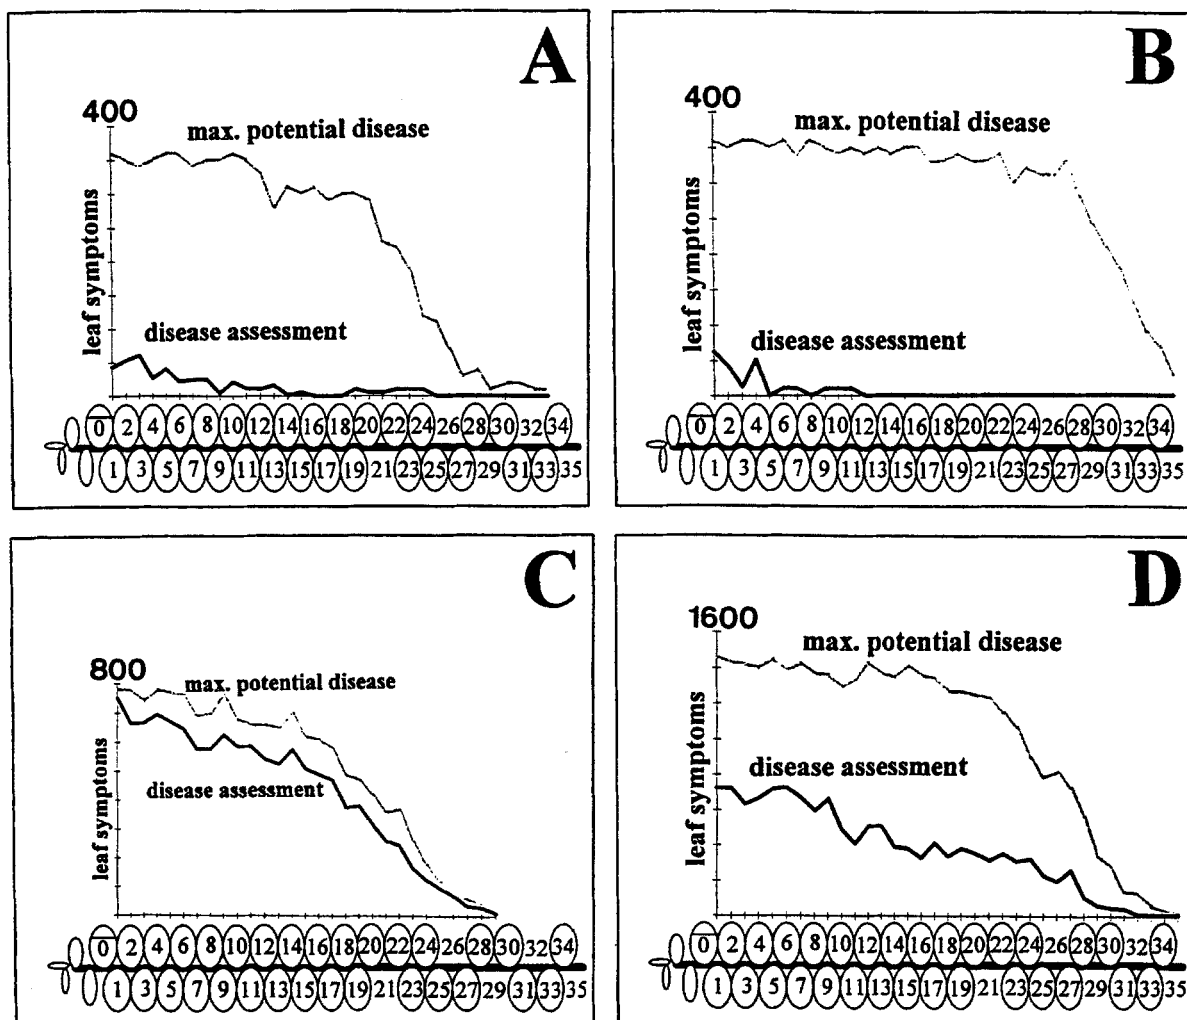 A
400
max. potential disease
leaf symptoms
disease assessment
0 2 4 6 8 10 12 14 16 18 20 22 24 26 28 30 32 34
1 3 5 7 9 11 13 15 17 19 21 23 25 27 29 31 33 35
B
400
max. potential disease
leaf symptoms
disease assessment
0 2 4 6 8 10 12 14 16 18 20 22 24 26 28 30 32 34
1 3 5 7 9 11 13 15 17 19 21 23 25 27 29 31 33 35
C
800
max. potential disease
leaf symptoms
disease assessment
0 2 4 6 8 10 12 14 16 18 20 22 24 26 28 30 32 34
1 3 5 7 9 11 13 15 17 19 21 23 25 27 29 31 33 35
D
1600
max. potential disease
leaf symptoms
disease assessment
0 2 4 6 8 10 12 14 16 18 20 22 24 26 28 30 32 34
1 3 5 7 9 11 13 15 17 19 21 23 25 27 29 31 33 35